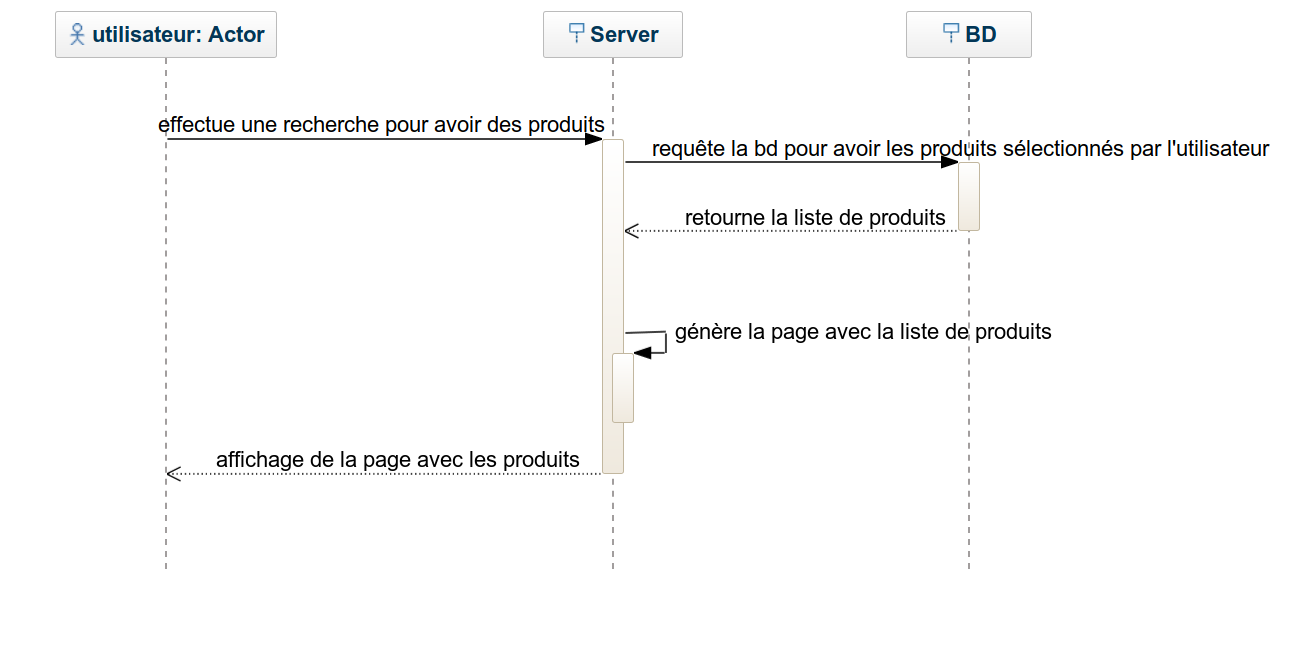 utilisateur: Actor
Server
BD
effectue une recherche pour avoir des produits
requête la bd pour avoir les produits sélectionnés par l'utilisateur
retourne la liste de produits
génère la page avec la liste de produits
affichage de la page avec les produits